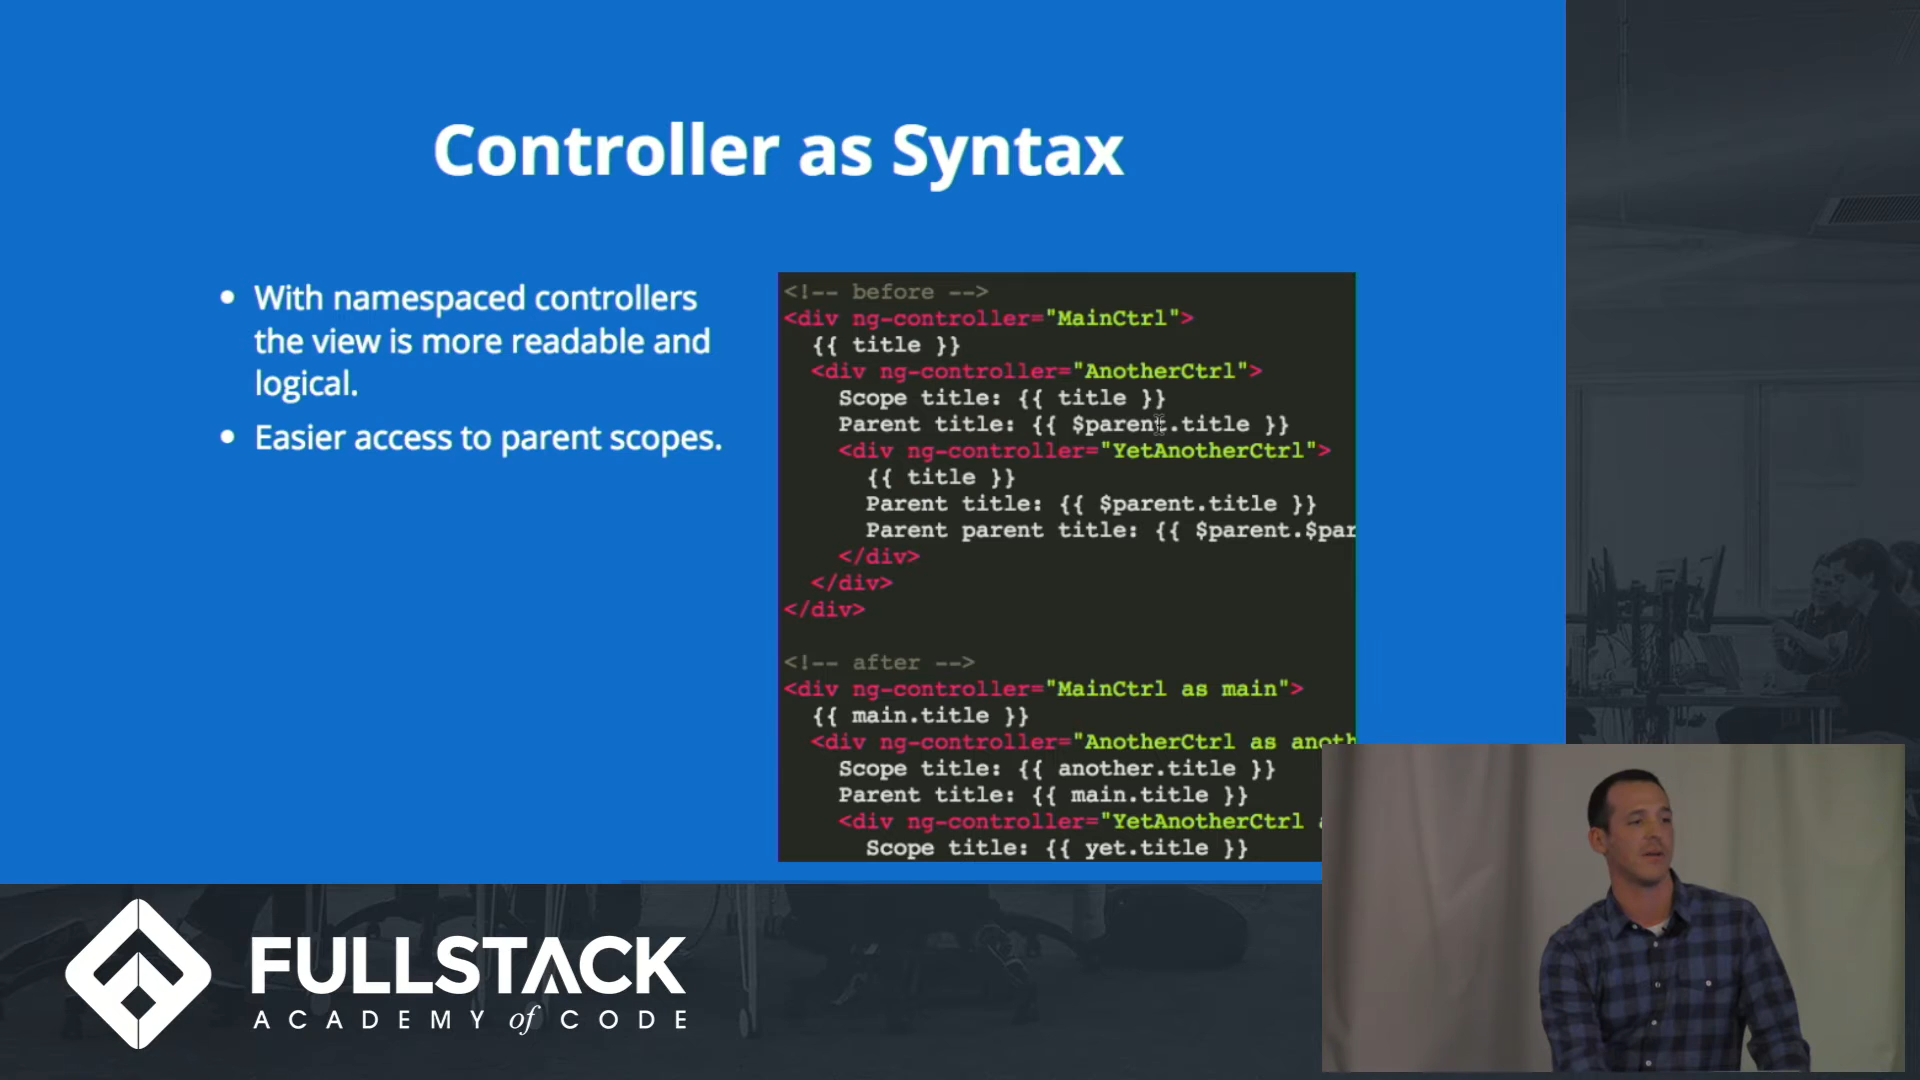 Controller as Syntax
With namespaced controllers
the view is more readable and
logical.
Easier access to parent scopes.
<!-- before -->
<div ng-controller="MainCtrl">
{{ title }}
<div ng-controller="AnotherCtrl">
Scope title: {{ title }}
Parent title: {{ $parent.title }}
<div ng-controller="YetAnotherCtrl">
{{ title }}
Parent title: {{ $parent.title }}
Parent parent title: {{ $parent.$par
</div>
</div>
</div>
<!-- after -->
<div ng-controller="MainCtrl as main">
{{ main.title }}
<div ng-controller="AnotherCtrl as anoth
Scope title: {{ another.title }}
Parent title: {{ main.title }}
<div ng-controller="YetAnotherCtrl
Scope title: {{ yet.title }}
FULLSTACK
ACADEMY of CODE